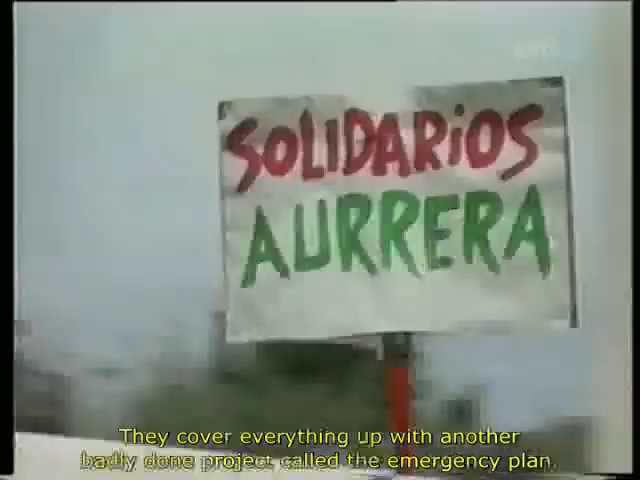 SOLIDARiOS
AURRERA
They cover everything up with another
badly done project called the emergency plan.